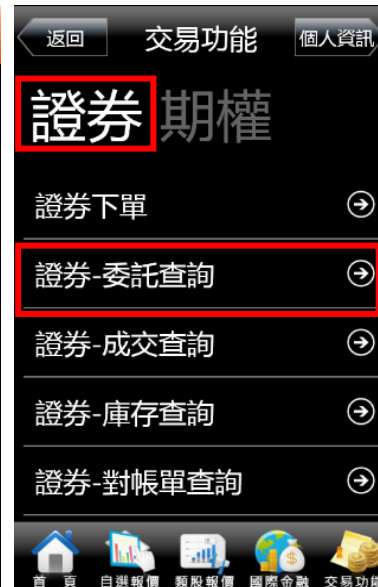 返回 交易功能 個人資訊
證券 期權
證券下單
證券-委託查詢
證券-成交查詢
證券-庫存查詢
證券-對帳單查詢
首 頁 自選報價 類股報價 國際金融 交易功能